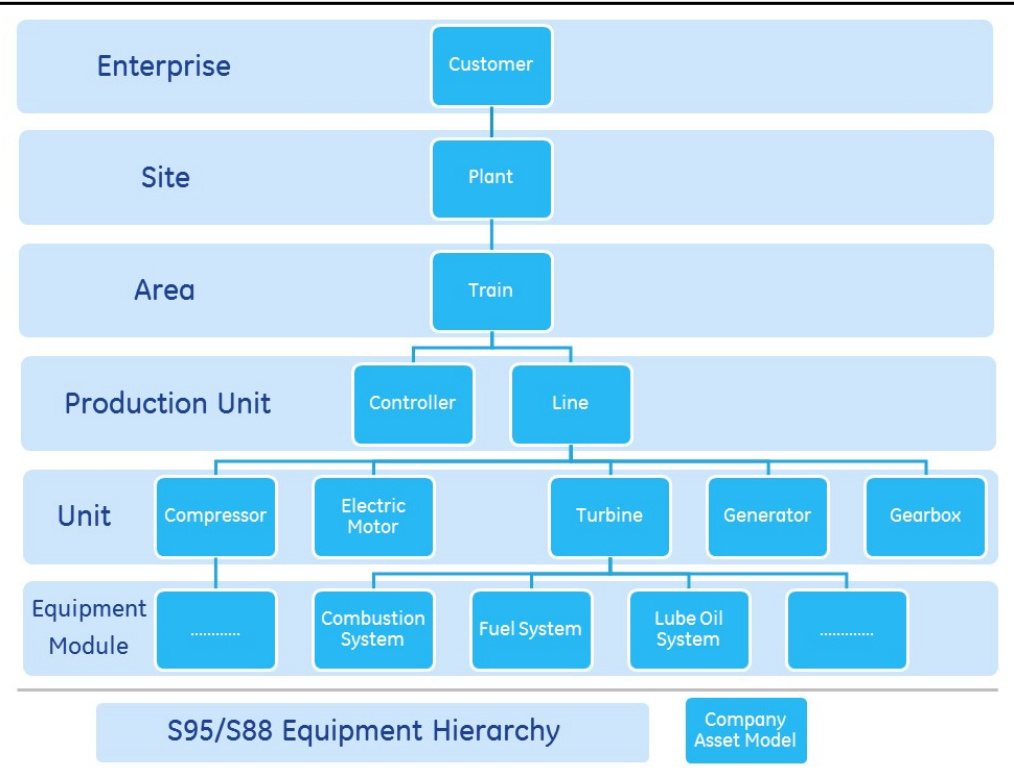 Enterprise
Customer
Site
Plant
Area
Train
Production Unit
Controller
Line
Unit
Compressor
Electric
Motor
Turbine
Generator
Gearbox
Equipment
Module
............
Combustion
System
Fuel System
Lube Oil
System
.............
S95/S88 Equipment Hierarchy
Company
Asset Model